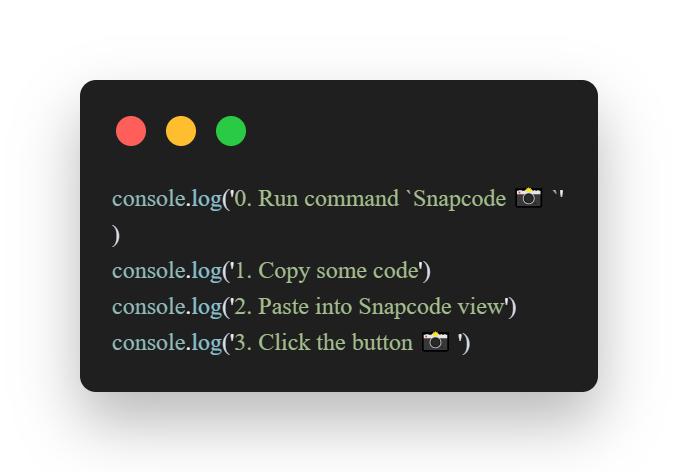 console.log('0. Run command `Snapcode 📸 `'
)
console.log('1. Copy some code')
console.log('2. Paste into Snapcode view')
console.log('3. Click the button 📸 ')